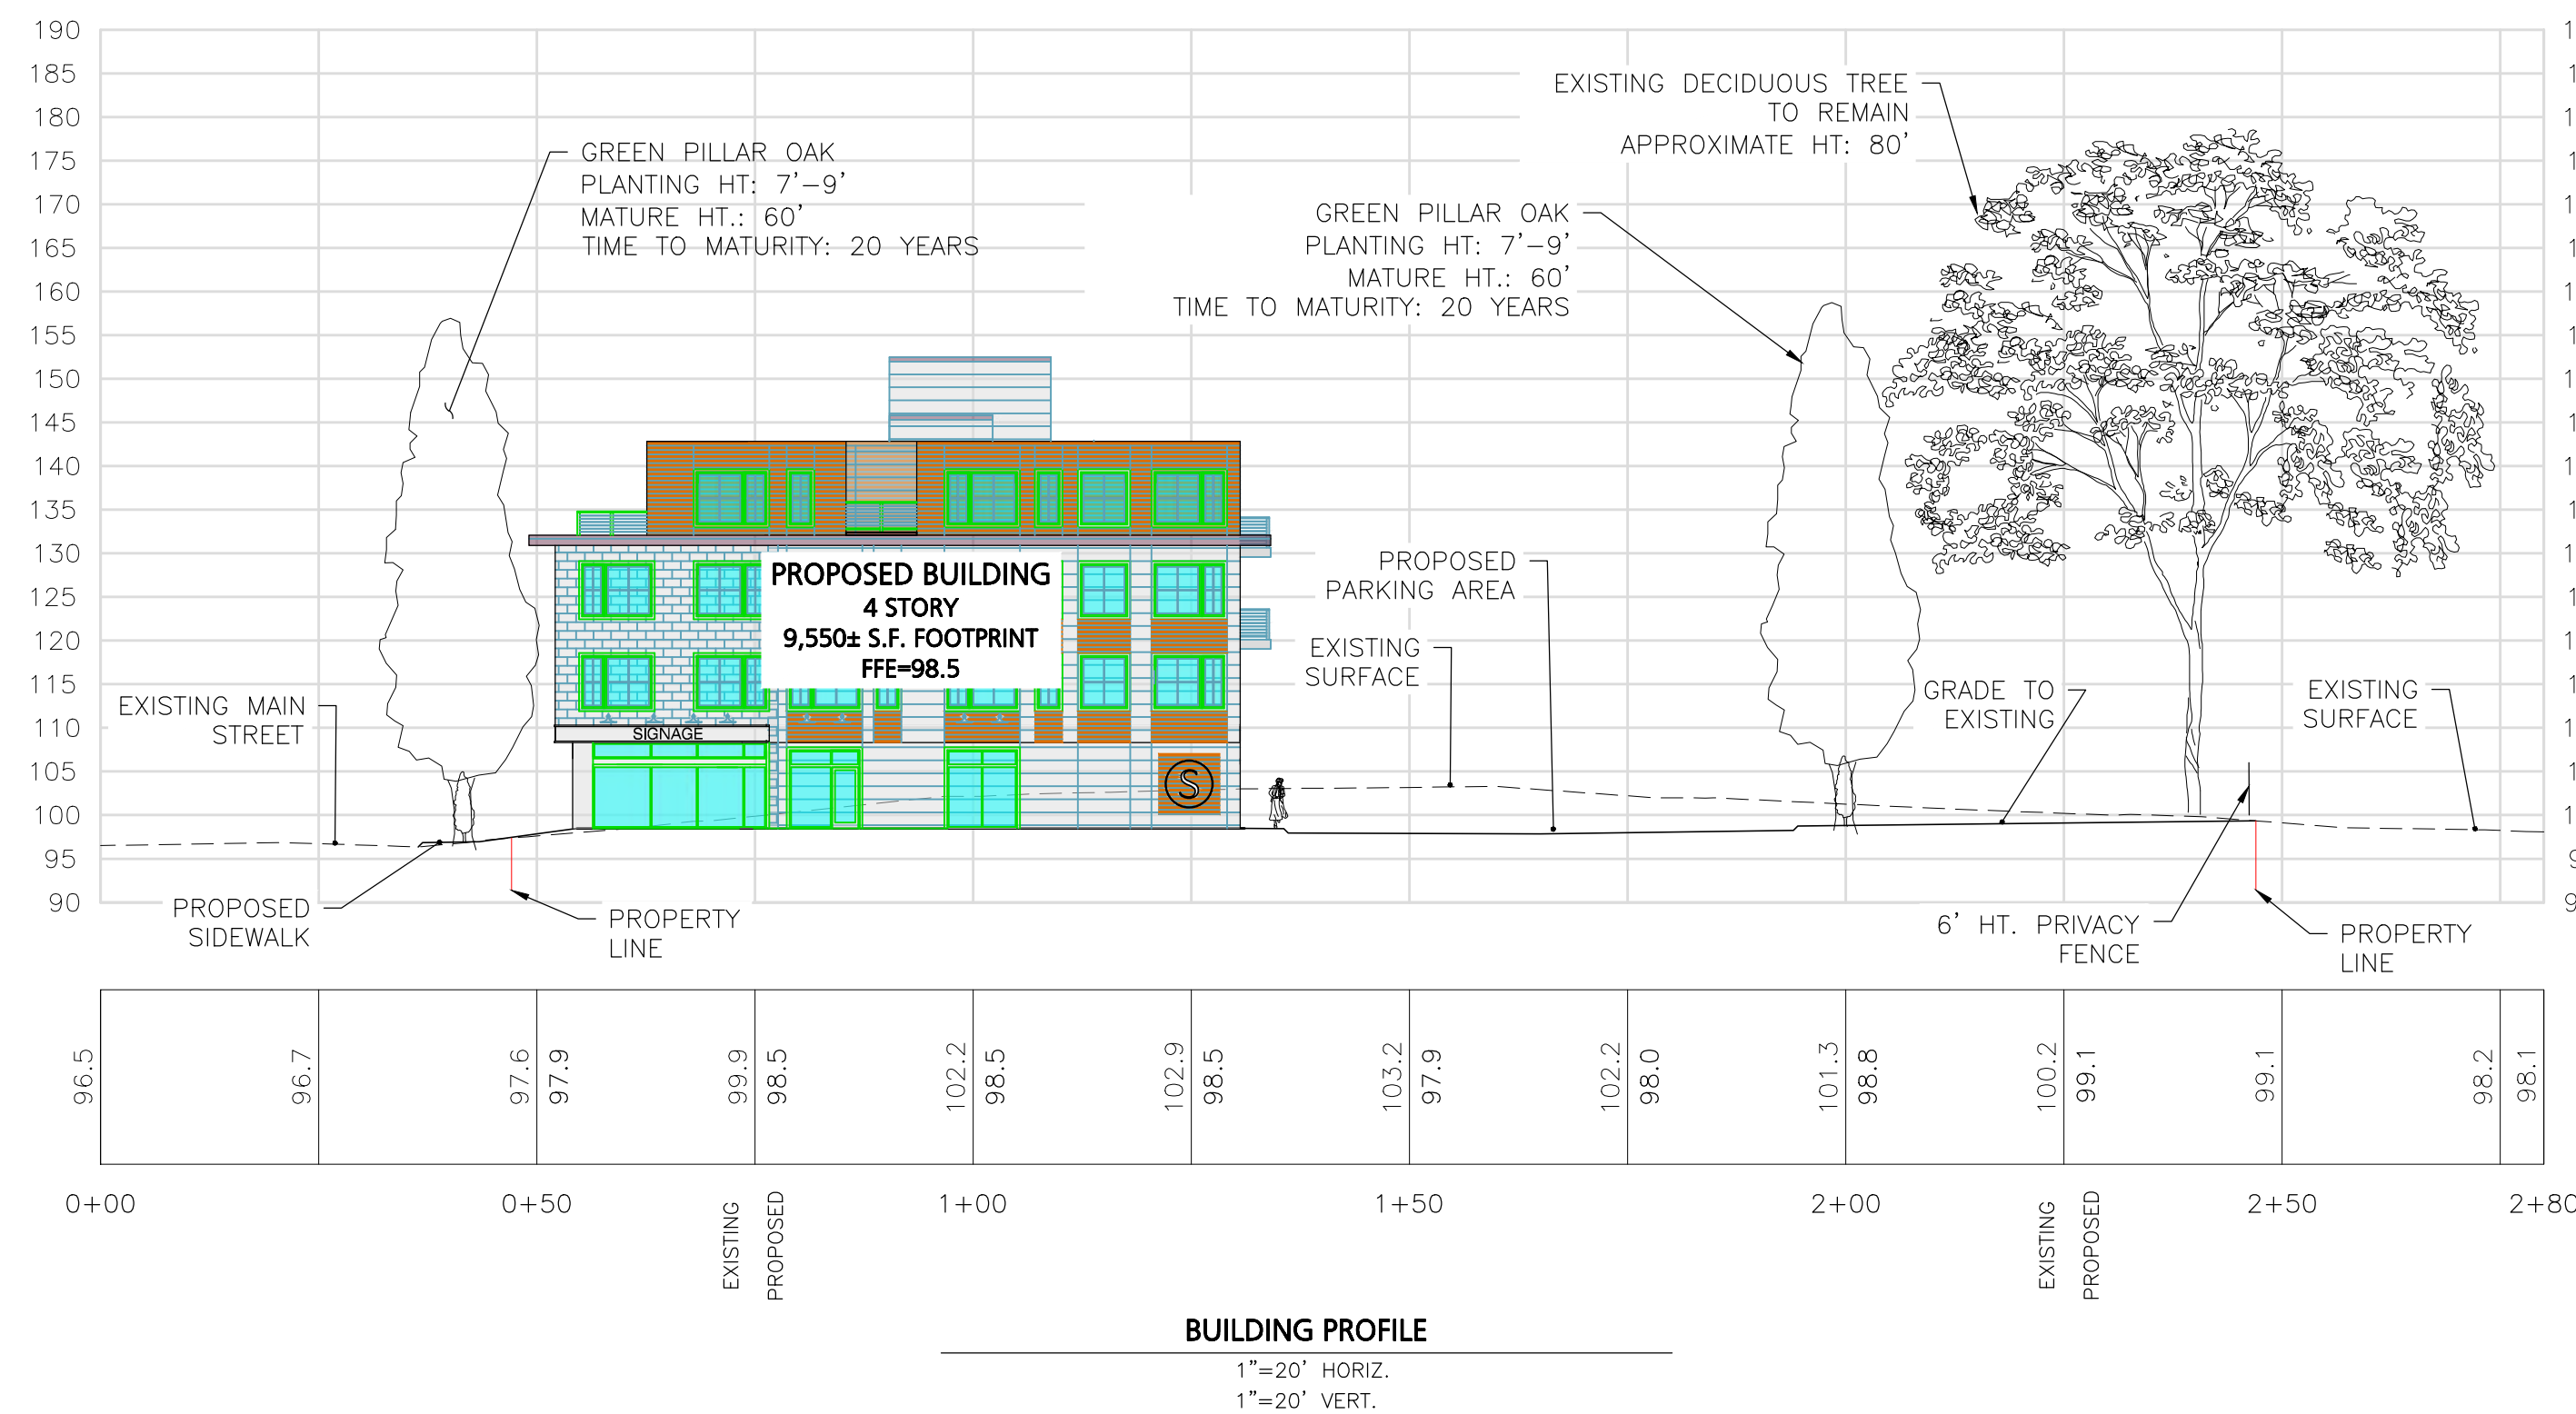 190
185
180
175
170
165
160
155
150
145
140
135
130
125
120
115
110
105
100
95
90
GREEN PILLAR OAK
PLANTING HT: 7'-9'
MATURE HT.: 60'
TIME TO MATURITY: 20 YEARS
GREEN PILLAR OAK
PLANTING HT: 7'-9'
MATURE HT.: 60'
TIME TO MATURITY: 20 YEARS
EXISTING DECIDUOUS TREE
TO REMAIN
APPROXIMATE HT: 80'
PROPOSED BUILDING
4 STORY
9,550± S.F. FOOTPRINT
FFE=98.5
SIGNAGE
S
PROPOSED
PARKING AREA
EXISTING
SURFACE
EXISTING MAIN
STREET
GRADE TO
EXISTING
EXISTING
SURFACE
PROPOSED
SIDEWALK
PROPERTY
LINE
6' HT. PRIVACY
FENCE
PROPERTY
LINE
96.5
96.7
97.6
97.9
99.9
98.5
102.2
98.5
102.9
98.5
103.2
97.9
102.2
98.0
101.3
98.8
100.2
99.1
99.1
98.2
98.1
0+00
0+50
1+00
1+50
2+00
2+50
2+80
EXISTING
PROPOSED
EXISTING
PROPOSED
BUILDING PROFILE
1"=20' HORIZ.
1"=20' VERT.